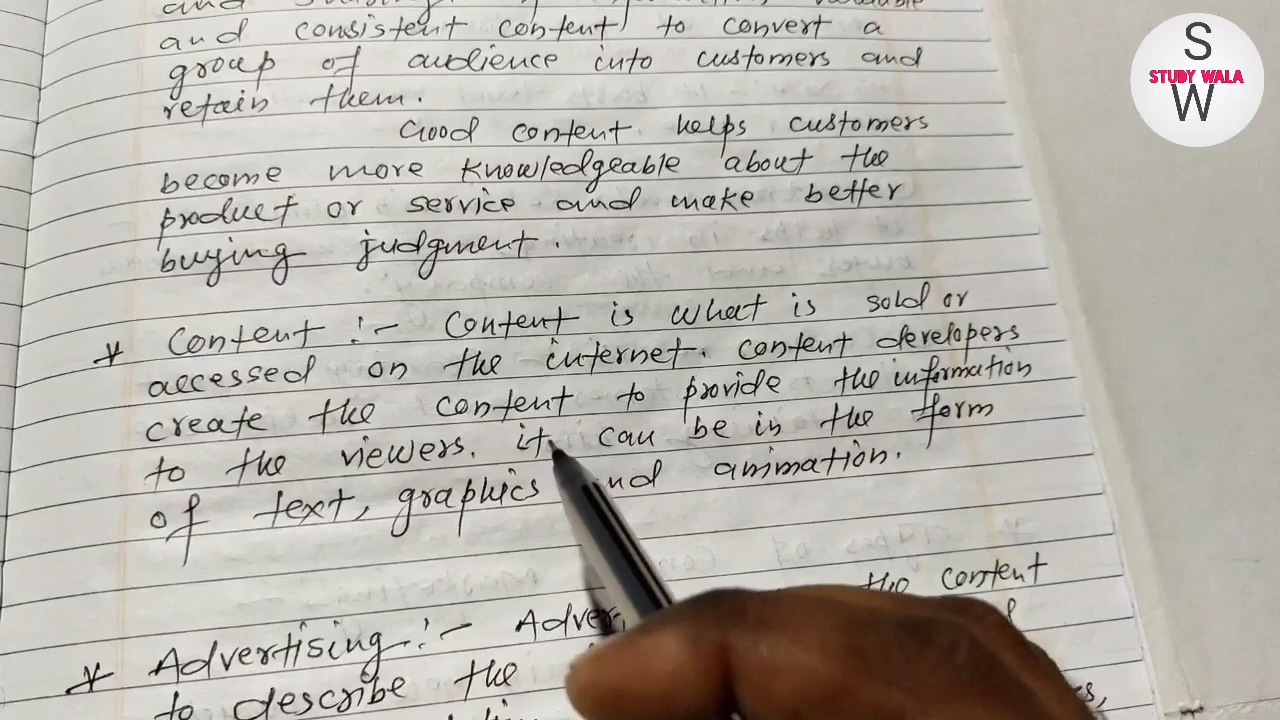 and
and consistent content to convert a
group of audience into customers and
retain them.
Good content helps customers
become more knowledgeable about the
product or service and make better
buying judgment.
* Content :- Content is what is sold or
accessed on the internet. Content developers
create the content to provide the information
to the viewers. it can be in the form
of text, graphics and animation.
* Advertising :- Adver the content
to describe the
S
STUDY WALA
W